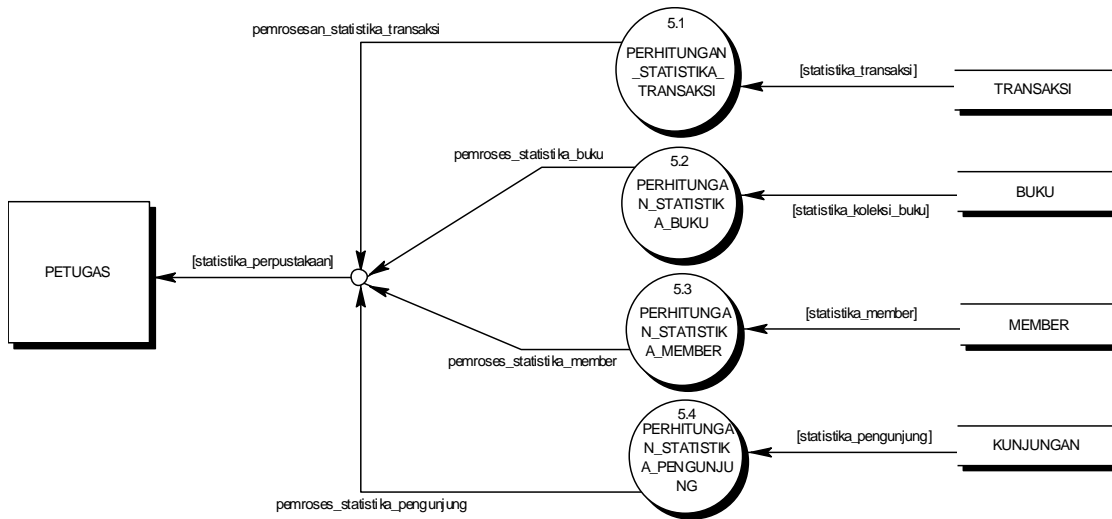 pemrosesan_statistika_transaksi
5.1
PERHITUNGAN
_STATISTIKA_
TRANSAKSI
[statistika_transaksi]
TRANSAKSI
pemroses_statistika_buku
5.2
PERHITUNGA
N_STATISTIK
A_BUKU
[statistika_koleksi_buku]
BUKU
PETUGAS
[statistika_perpustakaan]
5.3
PERHITUNGA
N_STATISTIK
A_MEMBER
[statistika_member]
MEMBER
pemroses_statistika_member
5.4
PERHITUNGA
N_STATISTIK
A_PENGUNJU
NG
[statistika_pengunjung]
KUNJUNGAN
pemroses_statistika_pengunjung